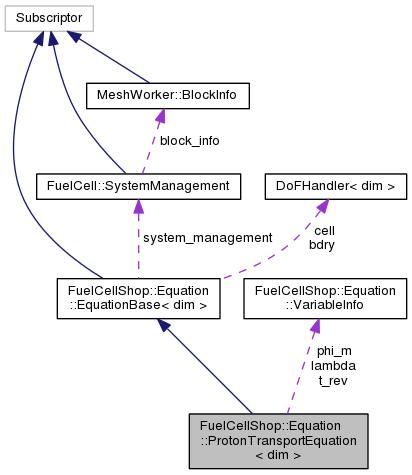 Subscriptor
MeshWorker::BlockInfo
block_info
FuelCell::SystemManagement
DoFHandler< dim >
system_management
cell
bdry
FuelCellShop::Equation
::EquationBase< dim >
FuelCellShop::Equation
::VariableInfo
phi_m
lambda
t_rev
FuelCellShop::Equation
::ProtonTransportEquation
< dim >